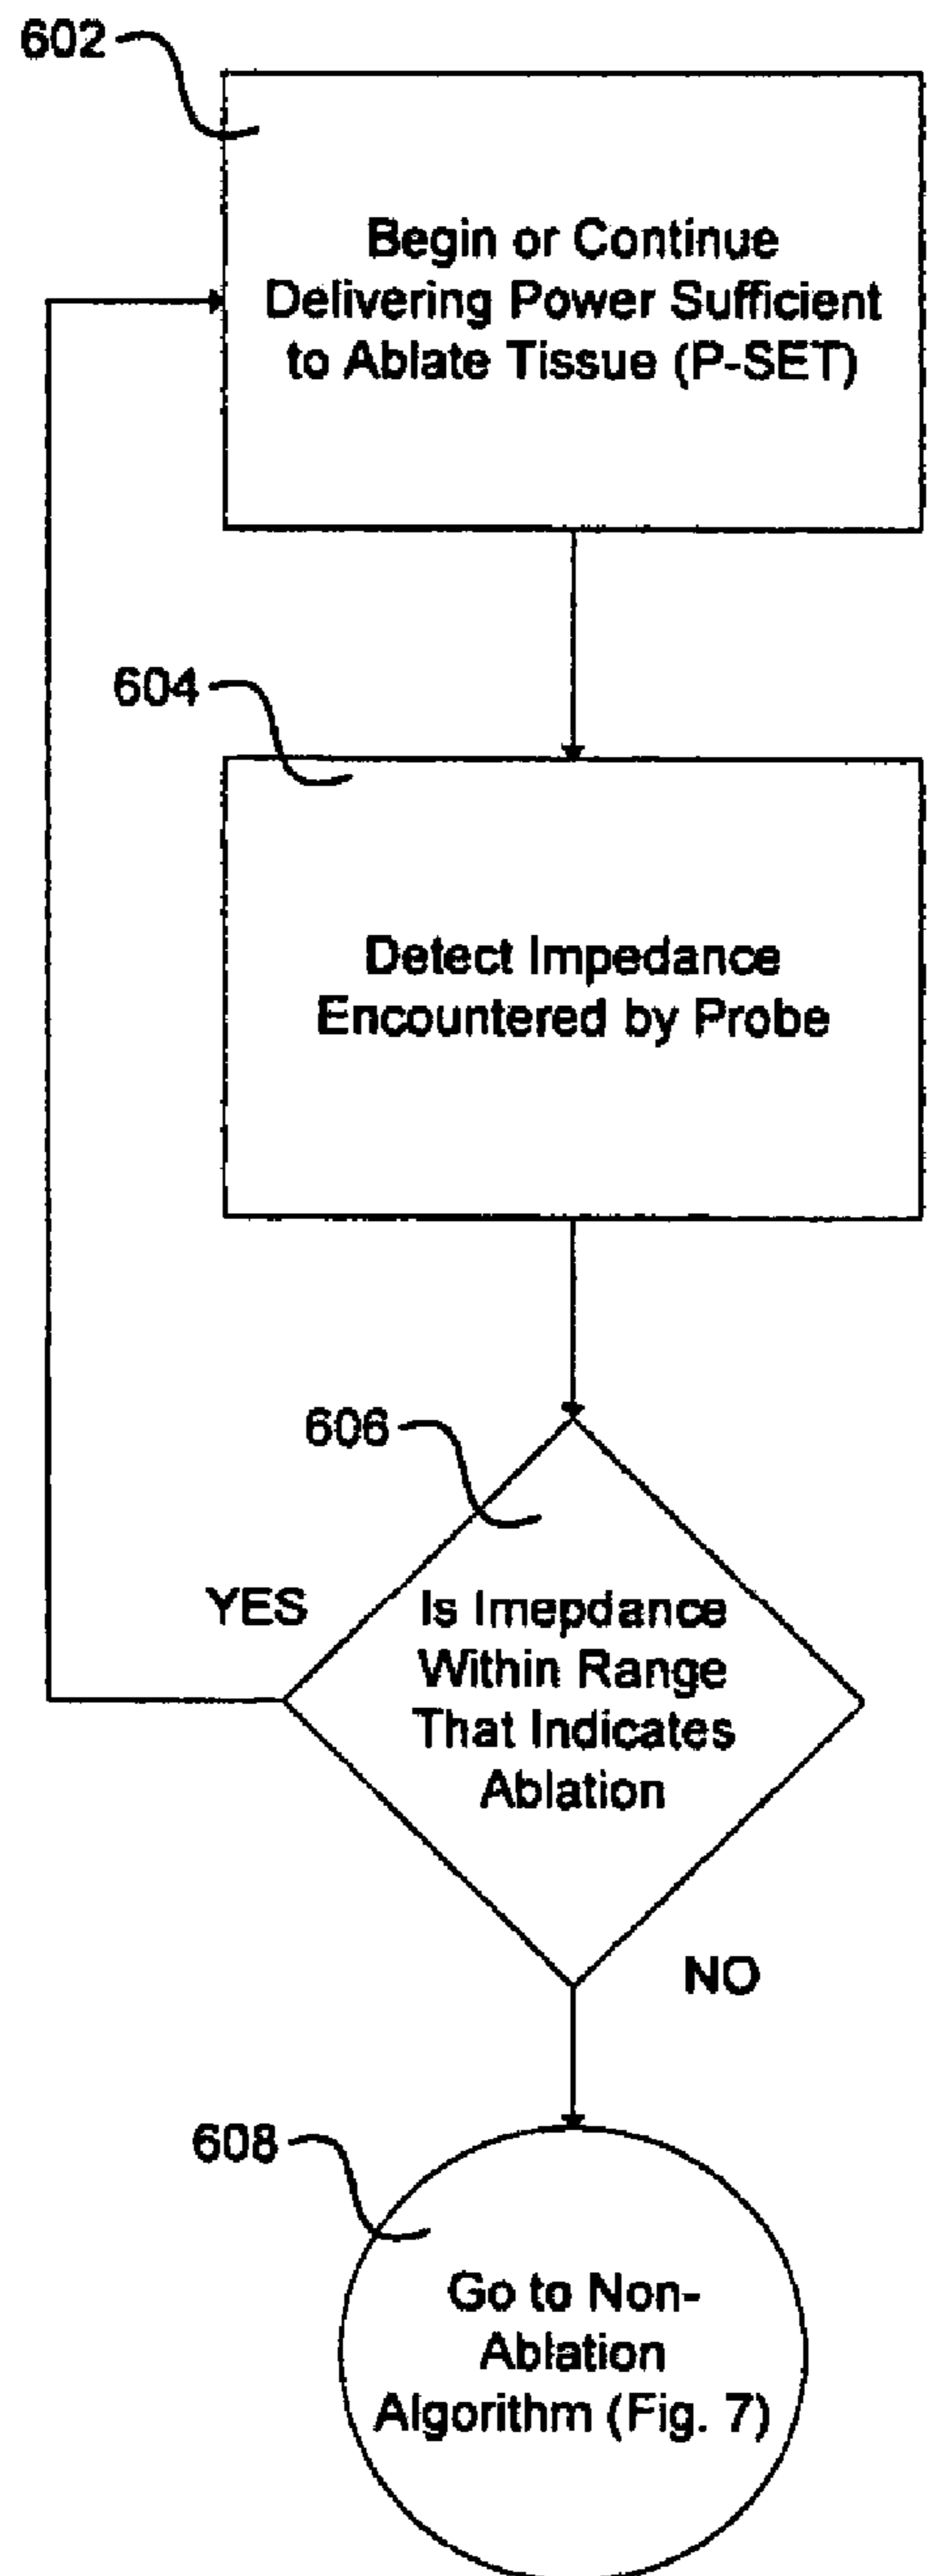 602
Begin or Continue
Delivering Power Sufficient
to Ablate Tissue (P-SET)
604
Detect Impedance
Encountered by Probe
606
YES
Is Imepdance
Within Range
That Indicates
Ablation
NO
608
Go to Non-
Ablation
Algorithm (Fig. 7)